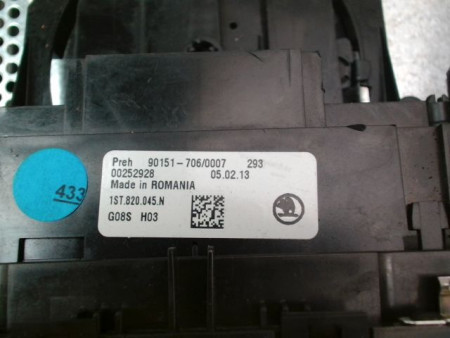 433
Preh 90151-706/0007 293
00252928 05.02.13
Made in ROMANIA
1ST.820.045.N
G08S H03